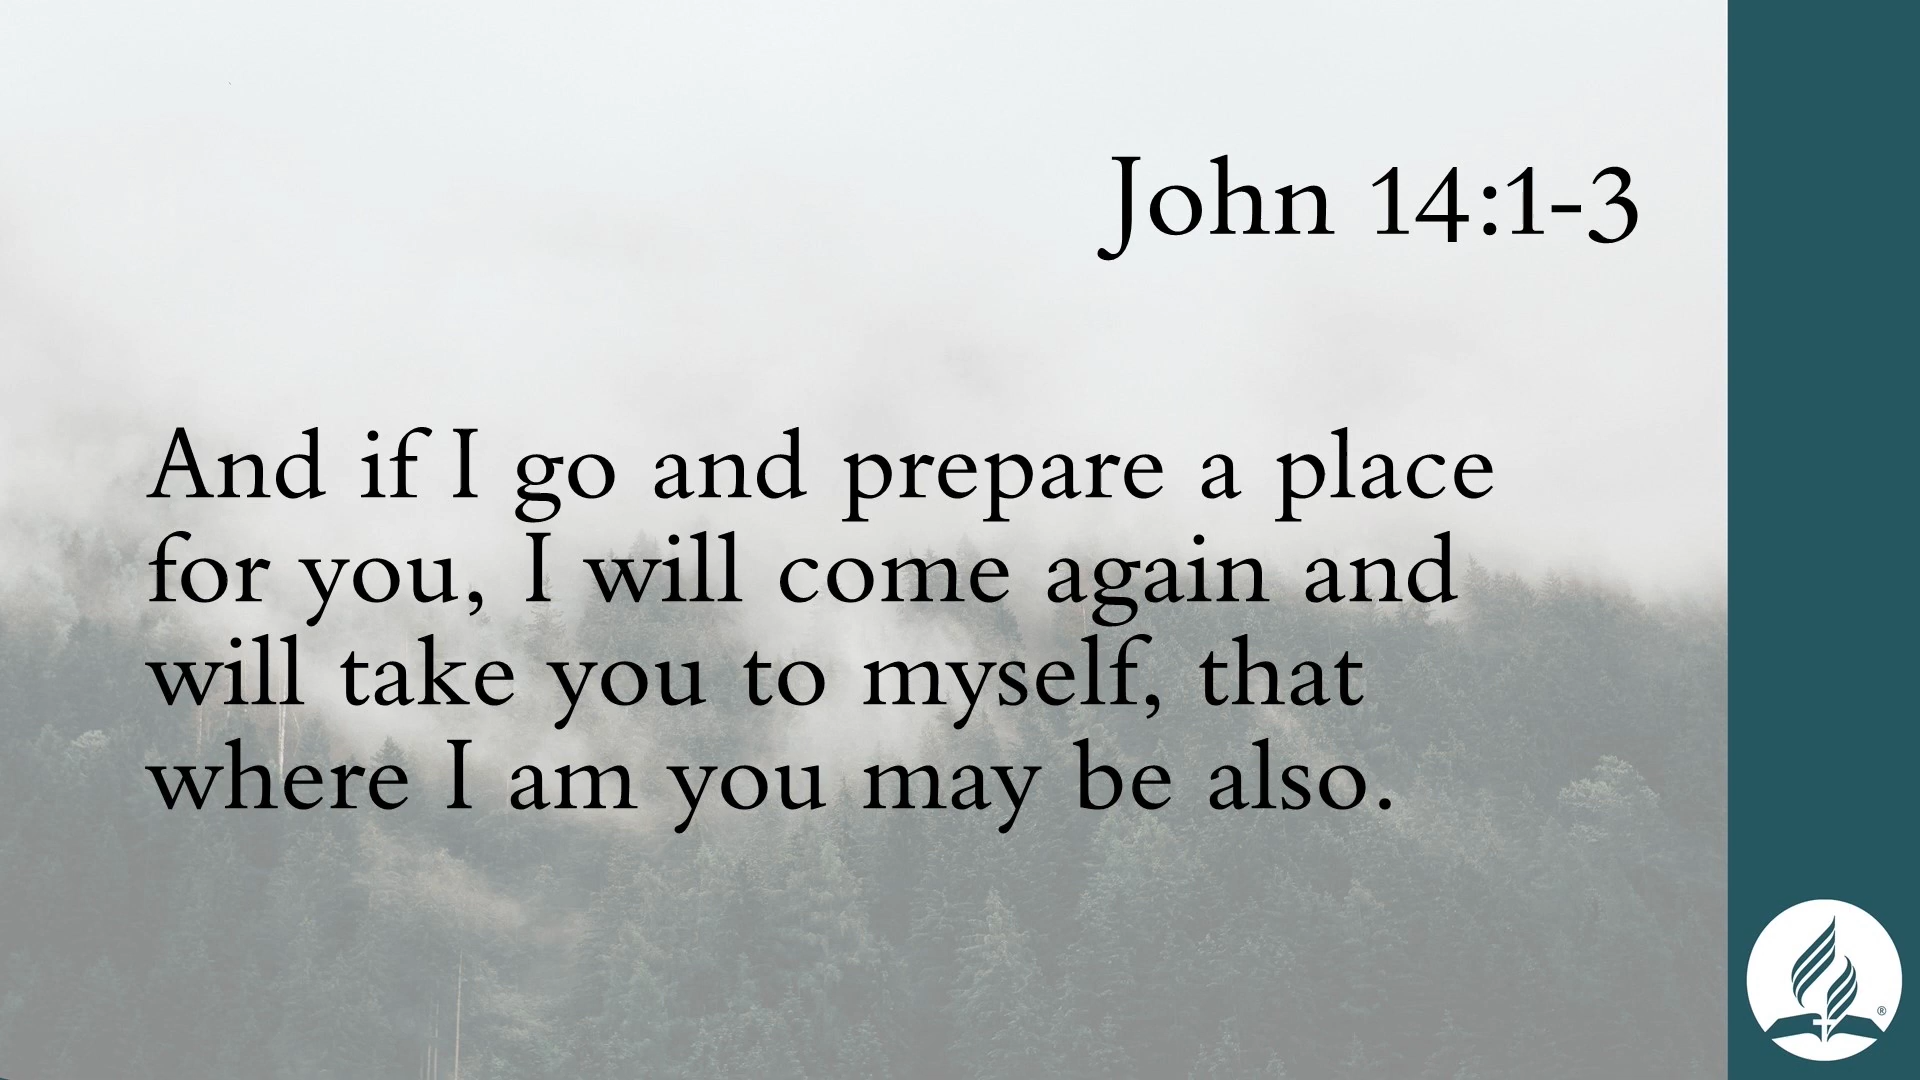 John 14:1-3
And if I go and prepare a place
for you, I will come again and
will take you to myself, that
where I am you may be also.
®